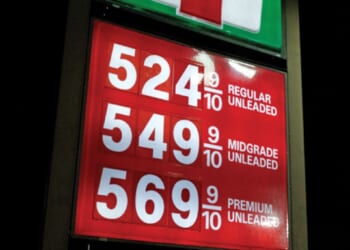 524 9/10 REGULAR UNLEADED
549 9/10 MIDGRADE UNLEADED
569 9/10 PREMIUM UNLEADED